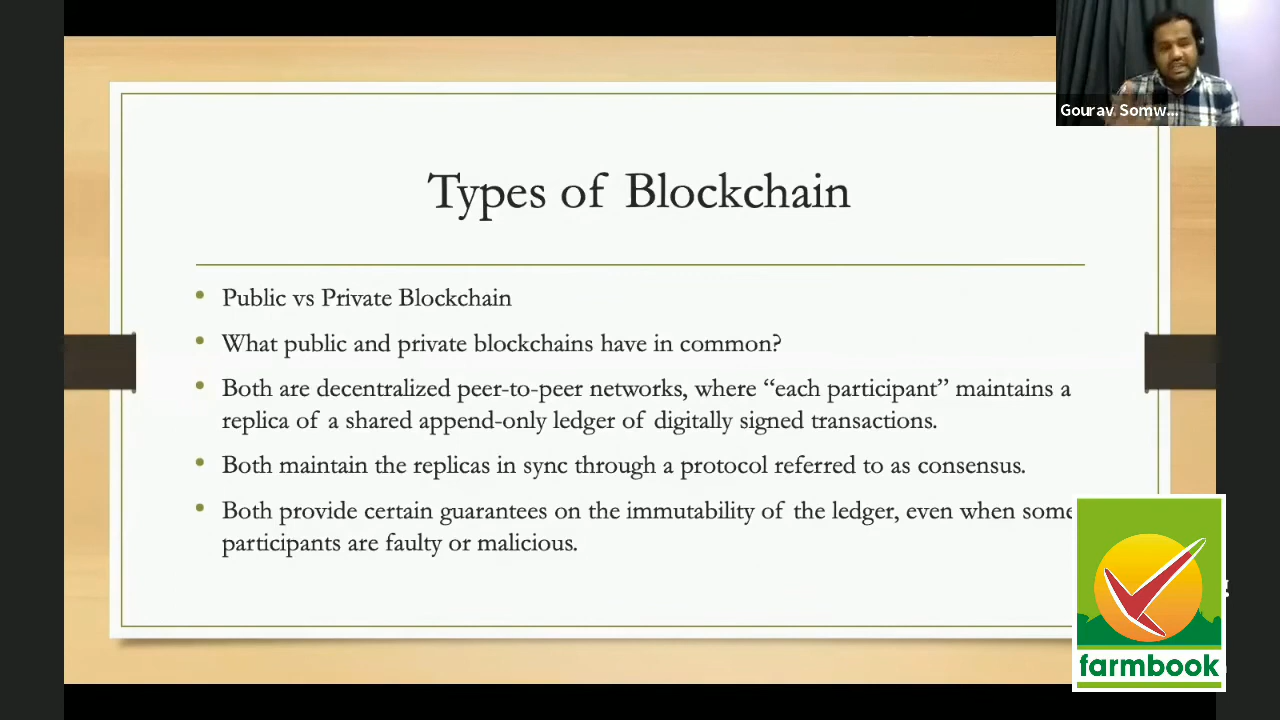 Gourav Somw...
Types of Blockchain
• Public vs Private Blockchain
• What public and private blockchains have in common?
• Both are decentralized peer-to-peer networks, where “each participant” maintains a
replica of a shared append-only ledger of digitally signed transactions.
• Both maintain the replicas in sync through a protocol referred to as consensus.
• Both provide certain guarantees on the immutability of the ledger, even when some
participants are faulty or malicious.
farmbook